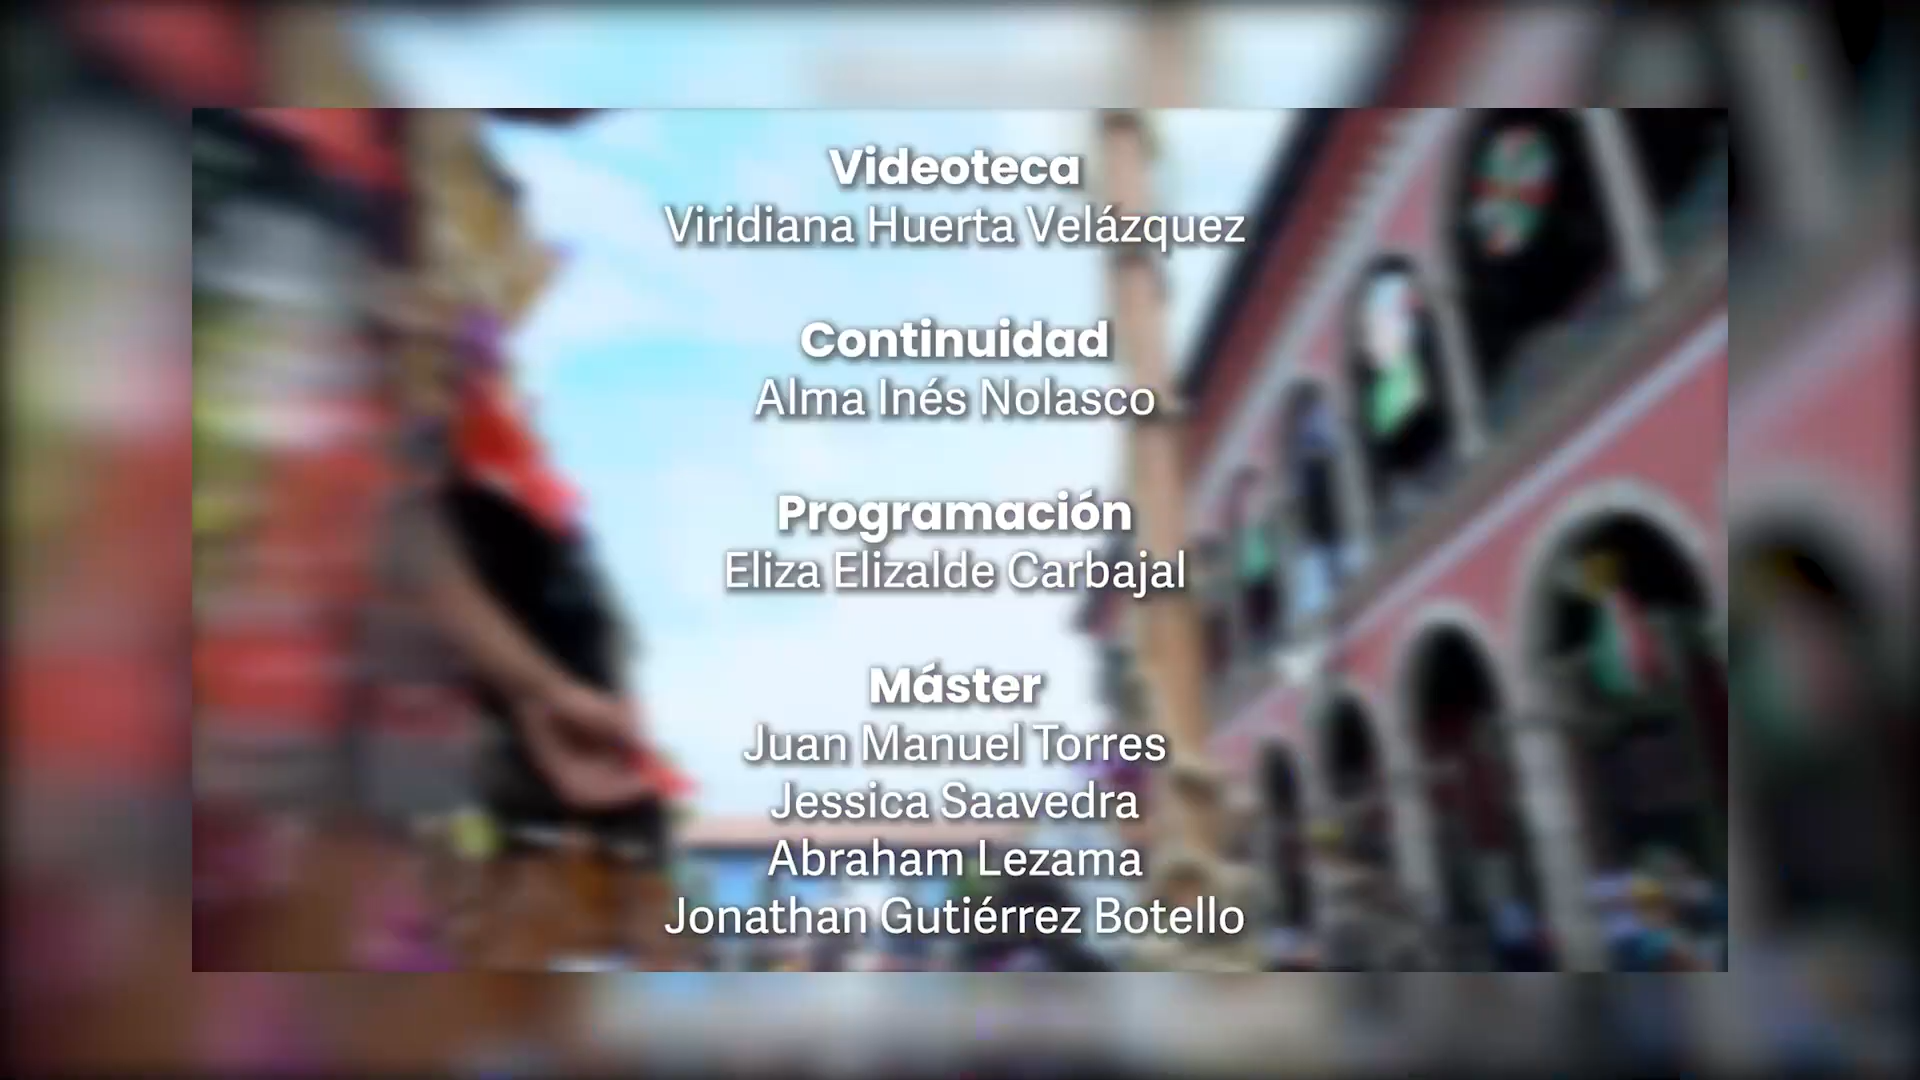 Videoteca
Viridiana Huerta Velázquez
Continuidad
Alma Inés Nolasco
Programación
Eliza Elizalde Carbajal
Máster
Juan Manuel Torres
Jessica Saavedra
Abraham Lezama
Jonathan Gutiérrez Botello